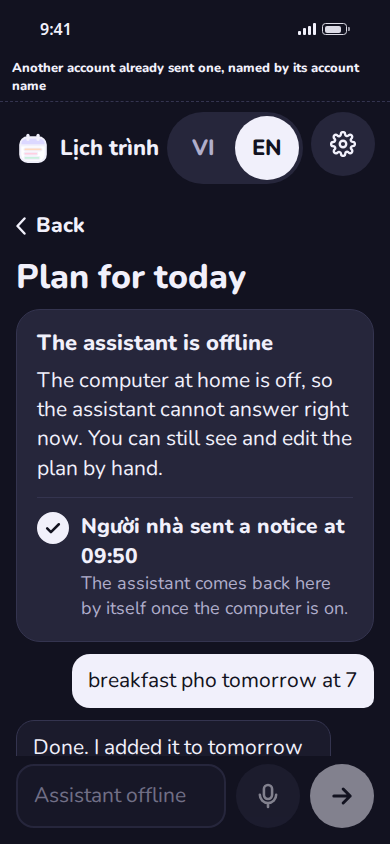 9:41
Another account already sent one, named by its account
name
Lịch trình
VI
EN
Back
Plan for today
The assistant is offline
The computer at home is off, so
the assistant cannot answer right
now. You can still see and edit the
plan by hand.
Người nhà sent a notice at
09:50
The assistant comes back here
by itself once the computer is on.
breakfast pho tomorrow at 7
Done. I added it to tomorrow
Assistant offline